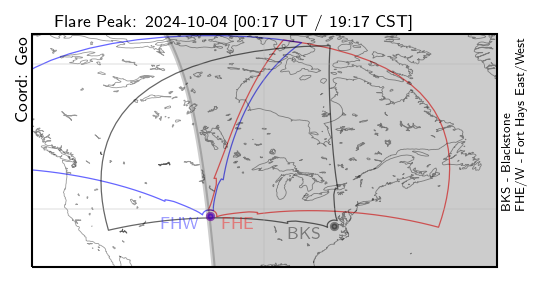 Flare Peak: 2024-10-04 [00:17 UT / 19:17 CST]
Coord: Geo
FHW
FHE
BKS
BKS - Blackstone
FHE/W - Fort Hays East/West